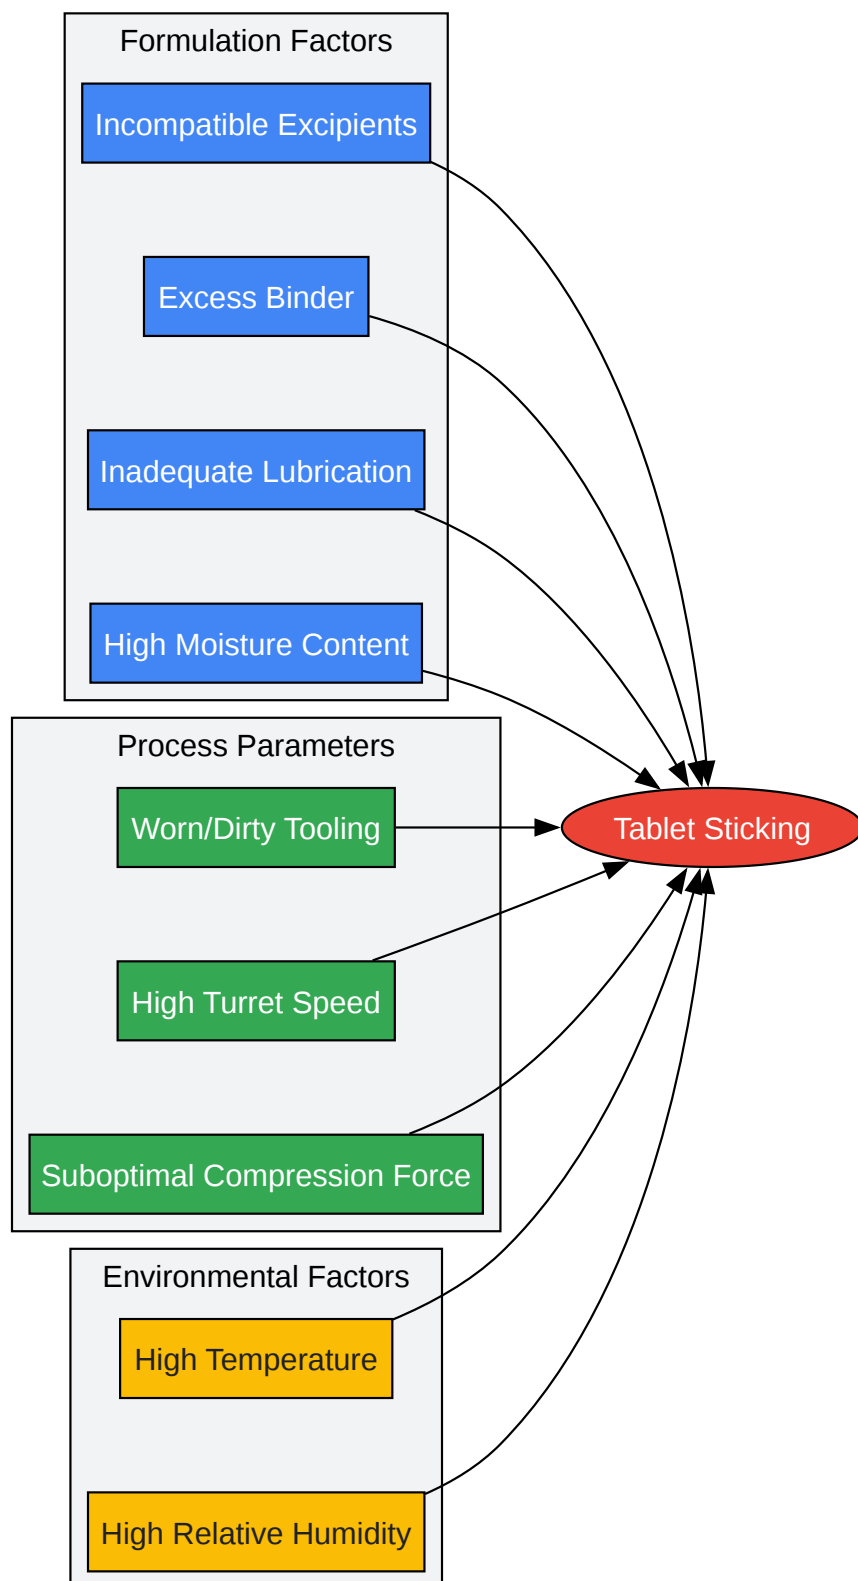 Formulation Factors
Incompatible Excipients
Excess Binder
Inadequate Lubrication
High Moisture Content
Process Parameters
Worn/Dirty Tooling
Tablet Sticking
High Turret Speed
Suboptimal Compression Force
Environmental Factors
High Temperature
High Relative Humidity